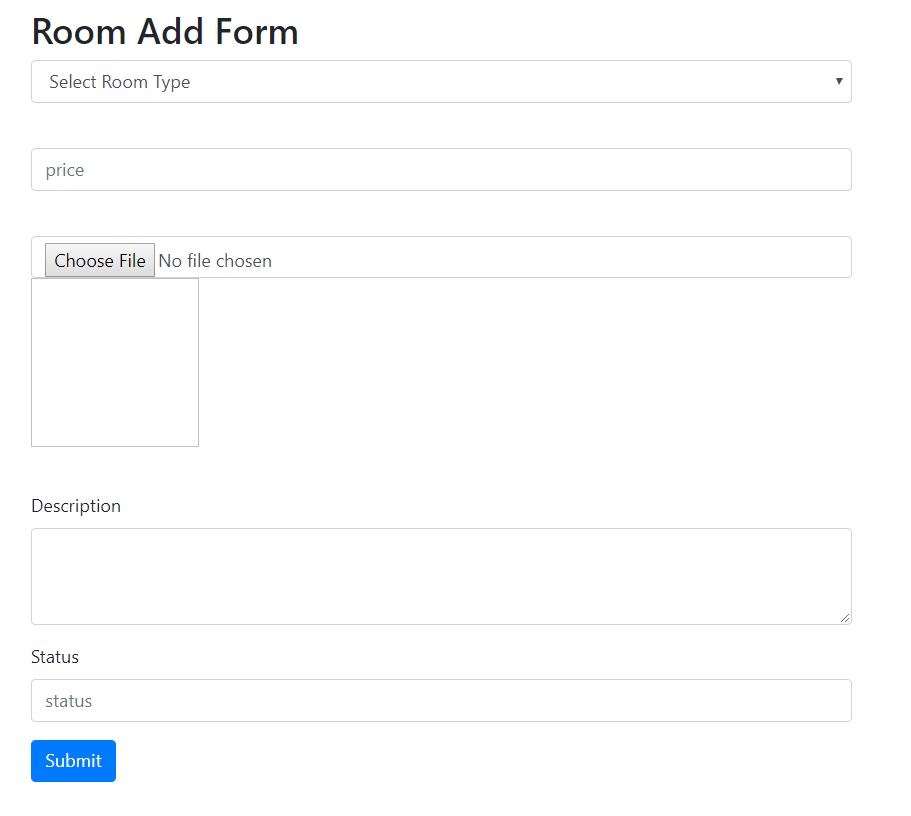 Room Add Form
Select Room Type
price
Choose File No file chosen
Description
Status
status
Submit